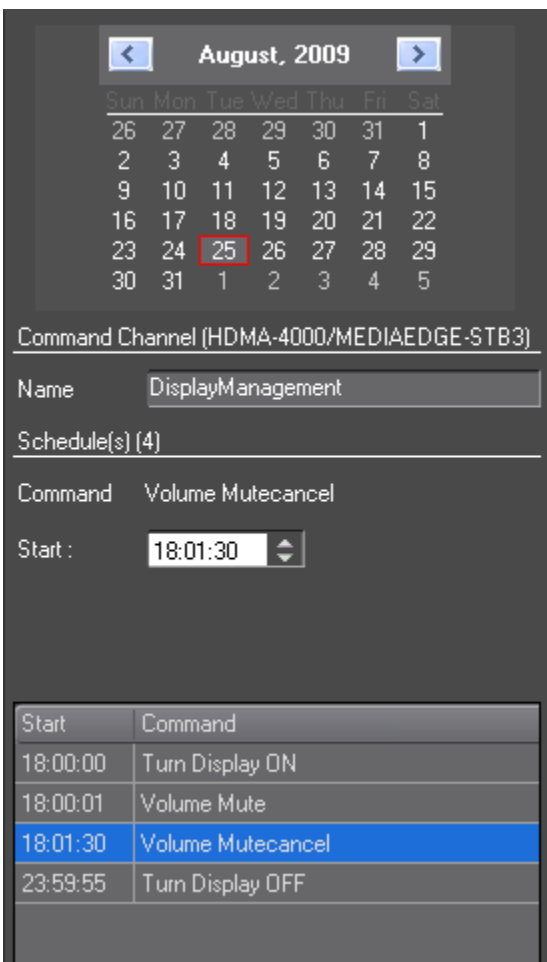 August, 2009
Sun Mon Tue Wed Thu Fri Sat
26 27 28 29 30 31 1
2 3 4 5 6 7 8
9 10 11 12 13 14 15
16 17 18 19 20 21 22
23 24 25 26 27 28 29
30 31 1 2 3 4 5
Command Channel (HDMA-4000/MEDIAEDGE-STB3)
Name DisplayManagement
Schedule(s) (4)
Command Volume Mutecancel
Start : 18:01:30
Start Command
18:00:00 Turn Display ON
18:00:01 Volume Mute
18:01:30 Volume Mutecancel
23:59:55 Turn Display OFF